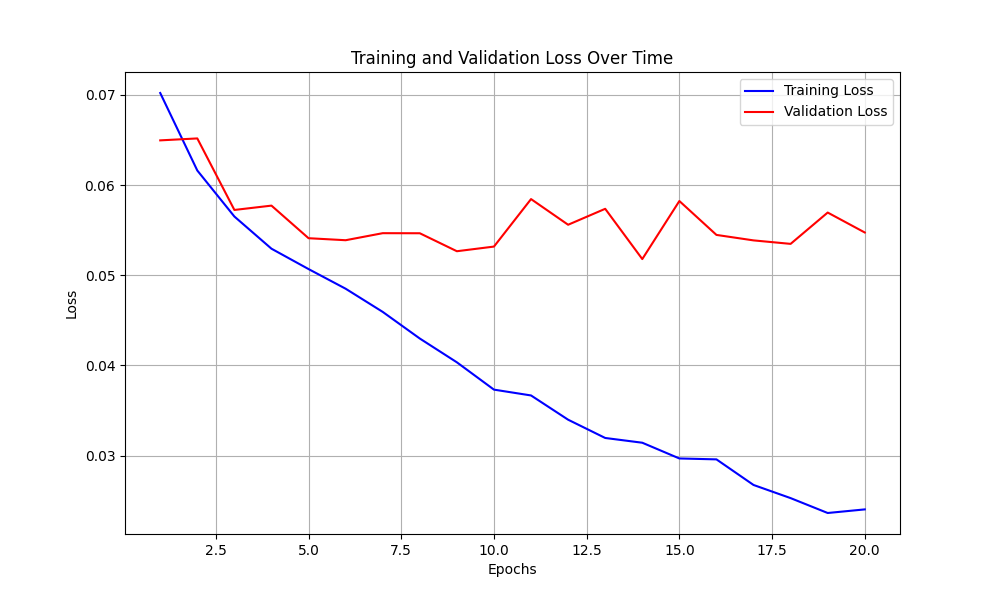 Training and Validation Loss Over Time
Training Loss
Validation Loss
Loss
0.07
0.06
0.05
0.04
0.03
2.5 5.0 7.5 10.0 12.5 15.0 17.5 20.0
Epochs